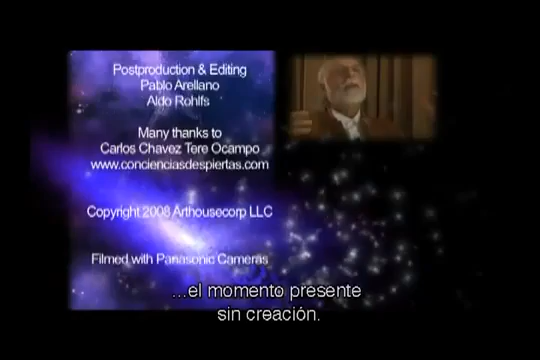 Postproduction & Editing
Pablo Arellano
Aldo Rohlfs
Many thanks to
Carlos Chavez Tere Ocampo
www.concienciasdespiertas.com
Copyright 2008 Arthousecorp LLC
Filmed with Panasonic Cameras
...el momento presente
sin creación.